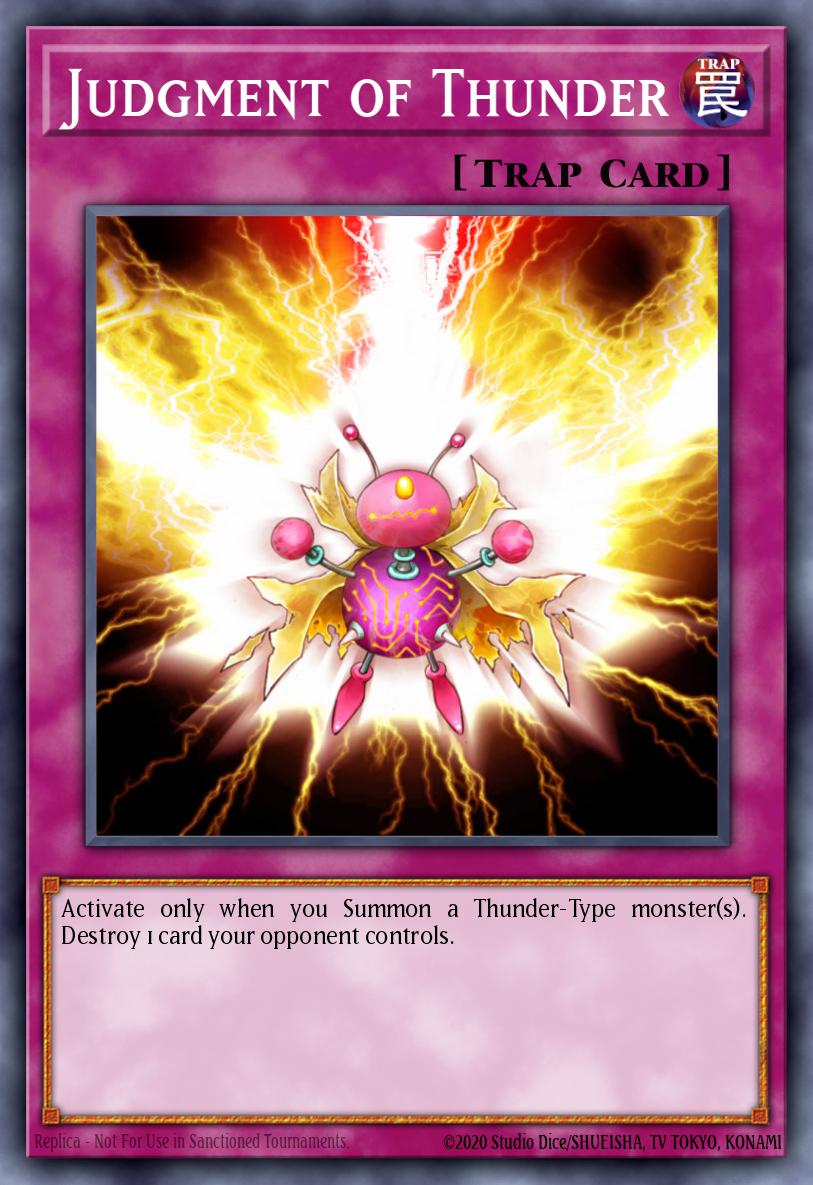 Judgment of Thunder
TRAP
罠
[Trap Card]
Activate only when you Summon a Thunder-Type monster(s).
Destroy 1 card your opponent controls.
Replica - Not For Use in Sanctioned Tournaments.
©2020 Studio Dice/SHUEISHA, TV TOKYO, KONAMI